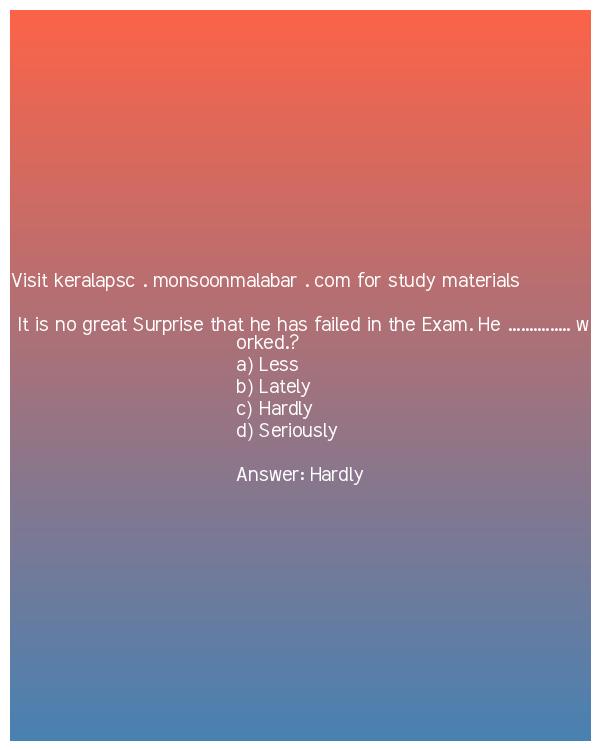 Visit keralapsc . monsoonmalabar . com for study materials
It is no great Surprise that he has failed in the Exam. He ............... w
orked.?
a) Less
b) Lately
c) Hardly
d) Seriously
Answer: Hardly